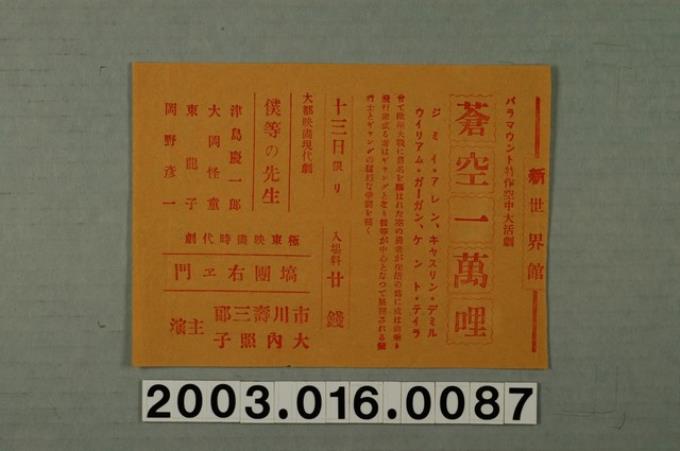 新世界館
パラマウント特作空中大活劇
蒼空一萬哩
ジミイ・アレン、キャスリン・デミル
ウイリアム・ガーガン、ケント・テイラ
十三日限り
入場料廿錢
大都映画現代劇
僕等の先生
津島慶一郎
大岡怪童
東龍子
岡野彦一
極東映画時代劇
塙團右ヱ門
市川壽三郎
大内照子
主演
2003.016.0087